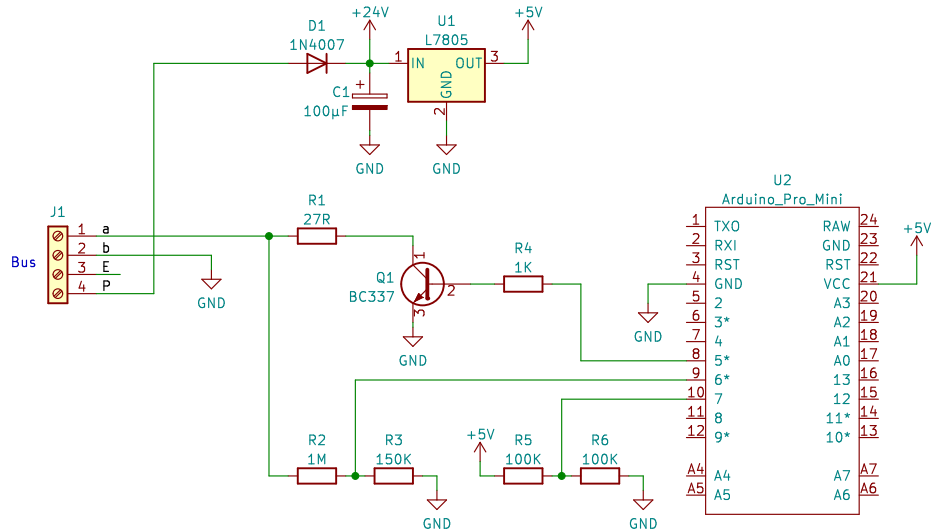 +24V
D1
1N4007
U1
L7805
+5V
1
IN
OUT
3
GND
2
C1
+
100µF
GND
GND
J1
Bus
1
a
2
b
3
E
4
P
GND
R1
27R
Q1
BC337
1
2
3
GND
R4
1K
GND
U2
Arduino_Pro_Mini
1 TXO RAW 24
2 RXI GND 23
3 RST RST 22
4 GND VCC 21
5 2 A3 20
6 3* A2 19
7 4 A1 18
8 5* A0 17
9 6* 13 16
10 7 12 15
11 8 11* 14
12 9* 10* 13
A4 A4 A7 A7
A5 A5 A6 A6
+5V
R2
1M
R3
150K
GND
+5V
R5
100K
R6
100K
GND